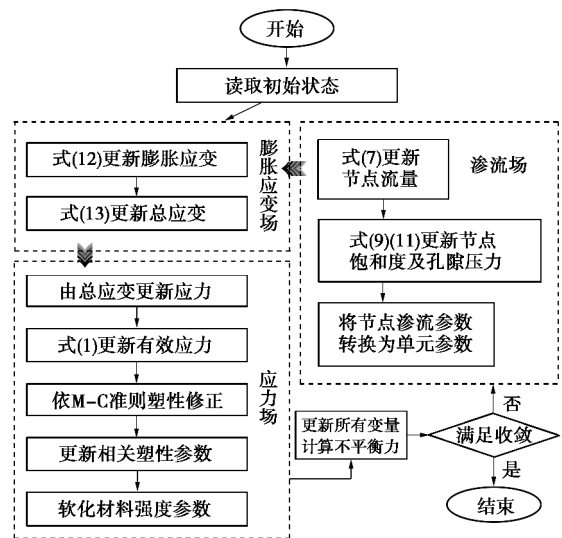 开始
读取初始状态
式(12)更新膨胀应变
式(13)更新总应变
膨胀应变场
由总应变更新应力
式(1)更新有效应力
依M-C准则塑性修正
更新相关塑性参数
软化材料强度参数
应力场
渗流场
式(7)更新
节点流量
式(9)(11)更新节点
饱和度及孔隙压力
将节点渗流参数
转换为单元参数
更新所有变量
计算不平衡力
满足收敛
否
是
结束